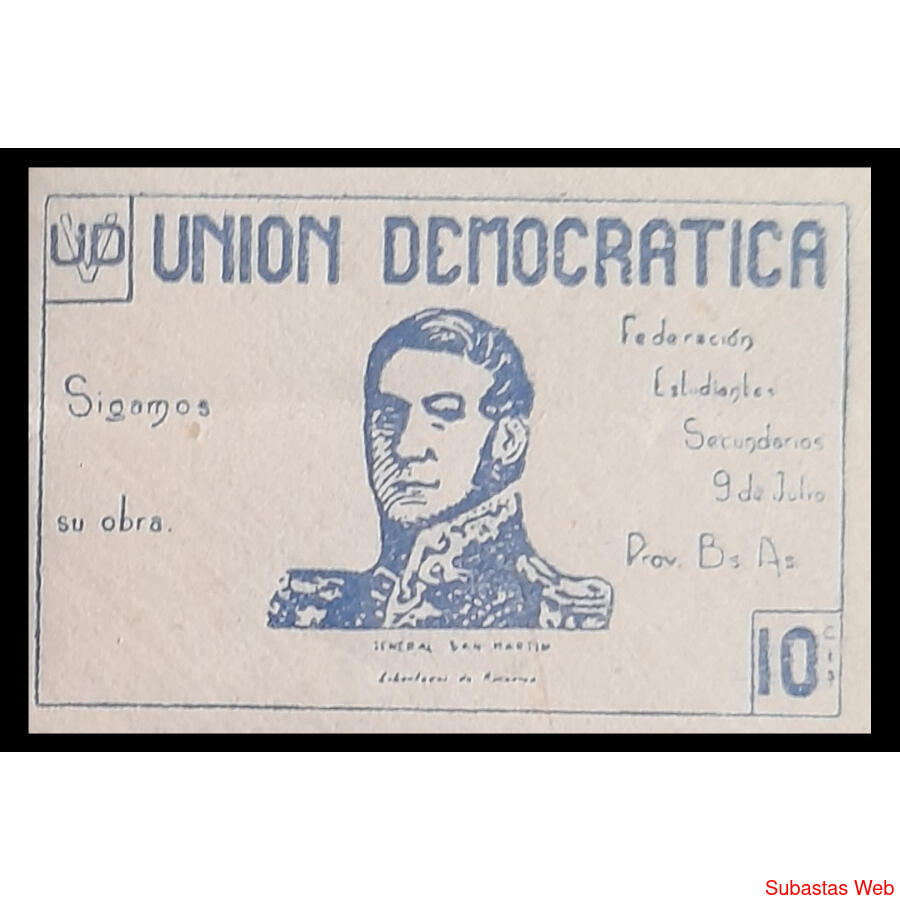 UVD UNION DEMOCRATICA
Federación
Estudiantes
Sigamos
Secundarios
9 de Julio
su obra.
Prov. Bs As
GENERAL SAN MARTIN
10 Cts
Subastas Web